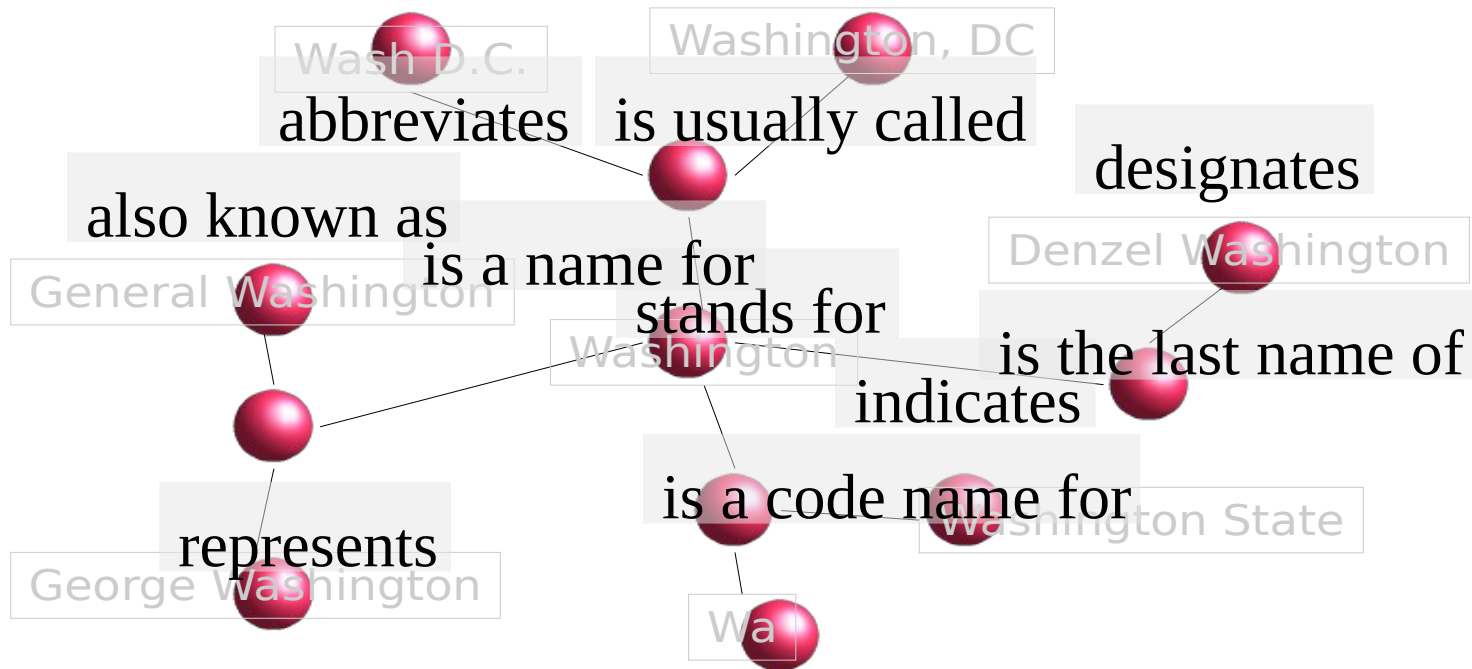 Wash D.C.
Washington, DC
abbreviates
is usually called
designates
also known as
is a name for
Denzel Washington
General Washington
stands for
Washington
is the last name of
indicates
is a code name for
Washington State
represents
George Washington
Wa